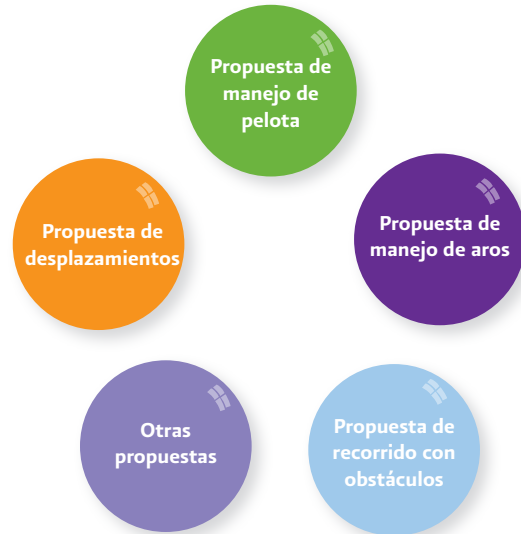 Propuesta de
manejo de
pelota
Propuesta de
desplazamientos
Propuesta de
manejo de aros
Otras
propuestas
Propuesta de
recorrido con
obstáculos